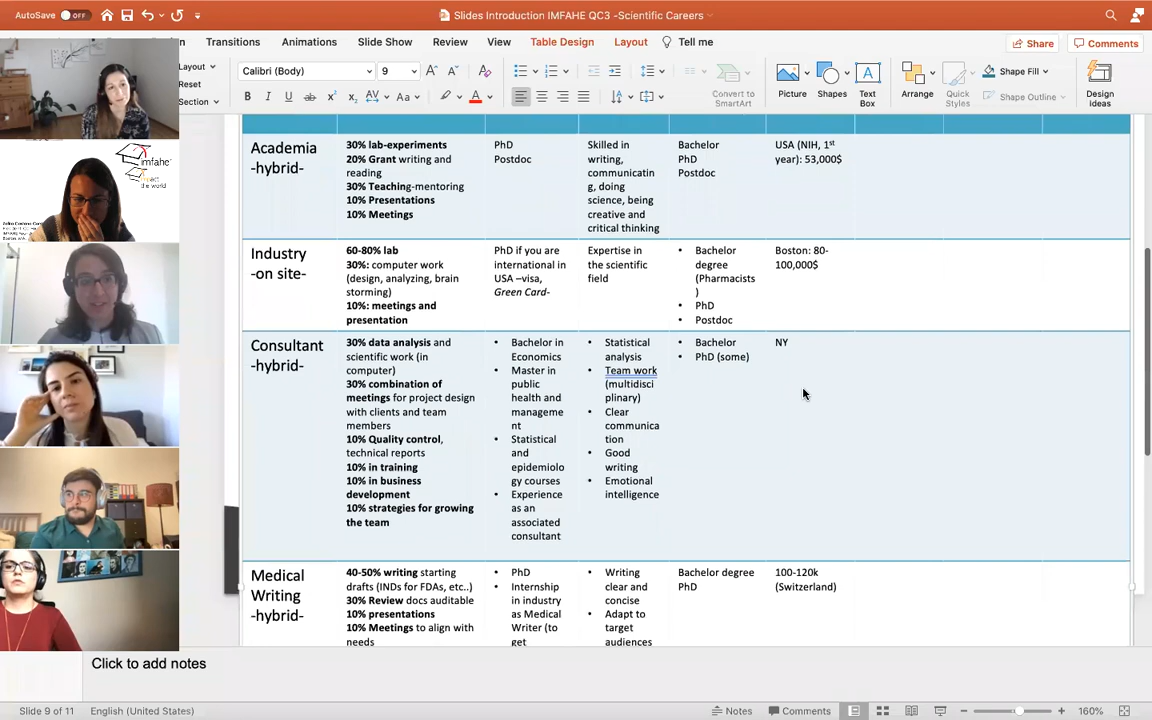 AutoSave OFF
Slides Introduction IMFAHE QC3 -Scientific Careers
Transitions Animations Slide Show Review View Table Design Layout Tell me
Share Comments
Layout
Reset
Section
Calibri (Body) 9
Convert to
SmartArt
Picture Shapes Text
Box
Arrange Quick
Styles
Shape Fill
Shape Outline
Design
Ideas
imfahe
the world
Academia
-hybrid-
30% lab-experiments
20% Grant writing and
reading
30% Teaching-mentoring
10% Presentations
10% Meetings
PhD
Postdoc
Skilled in
writing,
communicatin
g, doing
science, being
creative and
critical thinking
Bachelor
PhD
Postdoc
USA (NIH, 1st
year): 53,000$
Industry
-on site-
60-80% lab
30%: computer work
(design, analyzing, brain
storming)
10%: meetings and
presentation
PhD if you are
international in
USA –visa,
Green Card-
Expertise in
the scientific
field
• Bachelor
degree
(Pharmacists
)
• PhD
• Postdoc
Boston: 80-
100,000$
Consultant
-hybrid-
30% data analysis and
scientific work (in
computer)
30% combination of
meetings for project design
with clients and team
members
10% Quality control,
technical reports
10% in training
10% in business
development
10% strategies for growing
the team
• Bachelor in
Economics
• Master in
public
health and
manageme
nt
• Statistical
and
epidemiolo
gy courses
• Experience
as an
associated
consultant
• Statistical
analysis
• Team work
(multidisci
plinary)
• Clear
communica
tion
• Good
writing
• Emotional
intelligence
• Bachelor
• PhD (some)
NY
Medical
Writing
-hybrid-
40-50% writing starting
drafts (INDs for FDAs, etc..)
30% Review docs auditable
10% presentations
10% Meetings to align with
needs
• PhD
• Internship
in industry
as Medical
Writer (to
get
• Writing
clear and
concise
• Adapt to
target
audiences
Bachelor degree
PhD
100-120k
(Switzerland)
Click to add notes
Slide 9 of 11 English (United States) Notes Comments 160%